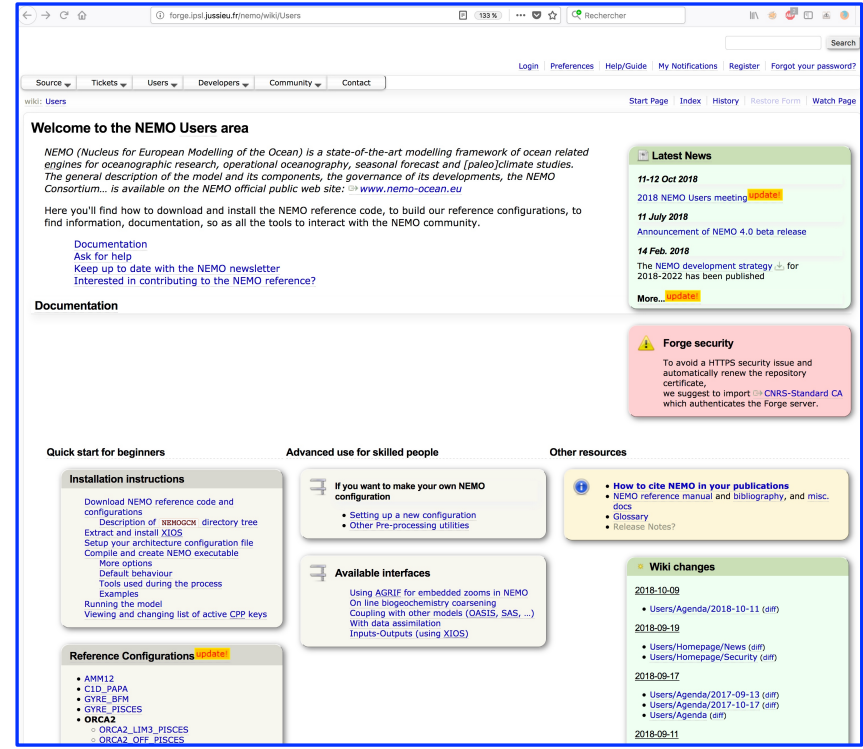 forge.ipsl.jussieu.fr/nemo/wiki/Users
133 %
Rechercher
Search
Login
Preferences
Help/Guide
My Notifications
Register
Forgot your password?
Source
Tickets
Users
Developers
Community
Contact
wiki: Users
Start Page
Index
History
Restore Form
Watch Page
Welcome to the NEMO Users area
NEMO (Nucleus for European Modelling of the Ocean) is a state-of-the-art modelling framework of ocean related
engines for oceanographic research, operational oceanography, seasonal forecast and [paleo]climate studies.
The general description of the model and its components, the governance of its developments, the NEMO
Consortium... is available on the NEMO official public web site: www.nemo-ocean.eu
Here you'll find how to download and install the NEMO reference code, to build our reference configurations, to
find information, documentation, so as all the tools to interact with the NEMO community.
Documentation
Ask for help
Keep up to date with the NEMO newsletter
Interested in contributing to the NEMO reference?
Documentation
Latest News
11-12 Oct 2018
2018 NEMO Users meeting update!
11 July 2018
Announcement of NEMO 4.0 beta release
14 Feb. 2018
The NEMO development strategy for
2018-2022 has been published
More... update!
Forge security
To avoid a HTTPS security issue and
automatically renew the repository
certificate,
we suggest to import CNRS-Standard CA
which authenticates the Forge server.
Quick start for beginners
Installation instructions
Download NEMO reference code and
configurations
Description of NEMOGCM directory tree
Extract and install XIOS
Setup your architecture configuration file
Compile and create NEMO executable
More options
Default behaviour
Tools used during the process
Examples
Running the model
Viewing and changing list of active CPP keys
Reference Configurations update!
• AMM12
• C1D_PAPA
• GYRE_BFM
• GYRE_PISCES
• ORCA2
○ ORCA2_LIM3_PISCES
○ ORCA2_OFF_PISCES
Advanced use for skilled people
If you want to make your own NEMO
configuration
• Setting up a new configuration
• Other Pre-processing utilities
Available interfaces
Using AGRIF for embedded zooms in NEMO
On line biogeochemistry coarsening
Coupling with other models (OASIS, SAS, ...)
With data assimilation
Inputs-Outputs (using XIOS)
Other resources
• How to cite NEMO in your publications
• NEMO reference manual and bibliography, and misc.
docs
• Glossary
• Release Notes?
Wiki changes
2018-10-09
• Users/Agenda/2018-10-11 (diff)
2018-09-19
• Users/Homepage/News (diff)
• Users/Homepage/Security (diff)
2018-09-17
• Users/Agenda/2017-09-13 (diff)
• Users/Agenda/2017-10-17 (diff)
• Users/Agenda (diff)
2018-09-11